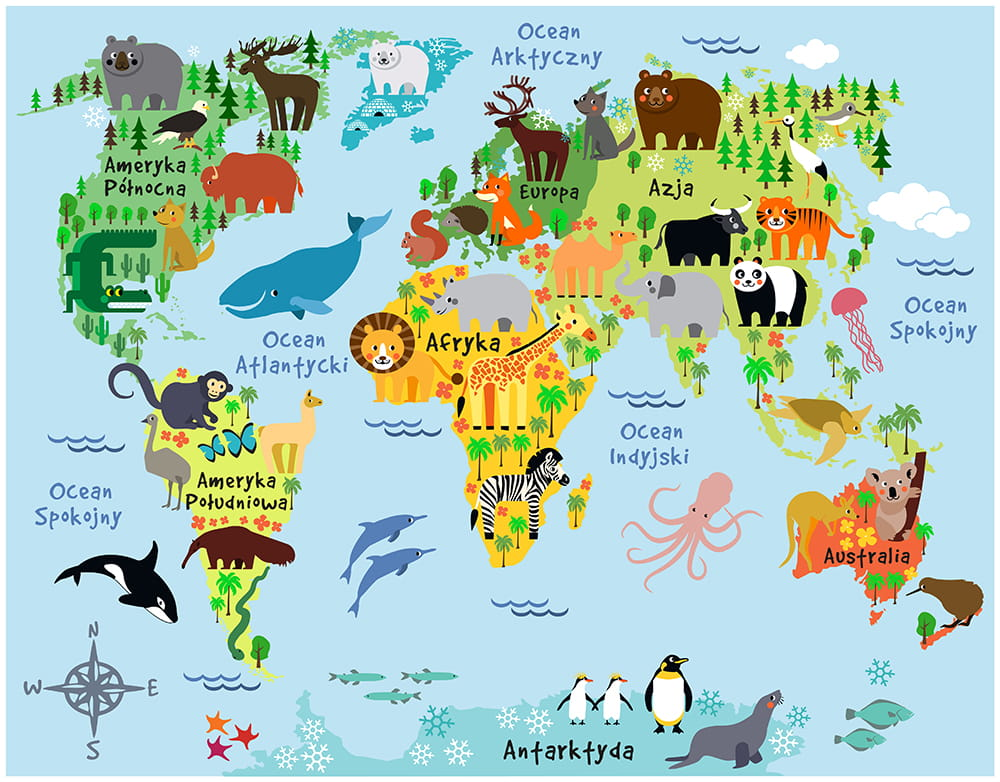 Ocean
Arktyczny
Ameryka
Północna
Europa
Azja
Ocean
Spokojny
Ocean
Atlantycki
Afryka
Ocean
Indyjski
Ameryka
Południowa
Ocean
Spokojny
Australia
N
W
E
S
Antarktyda